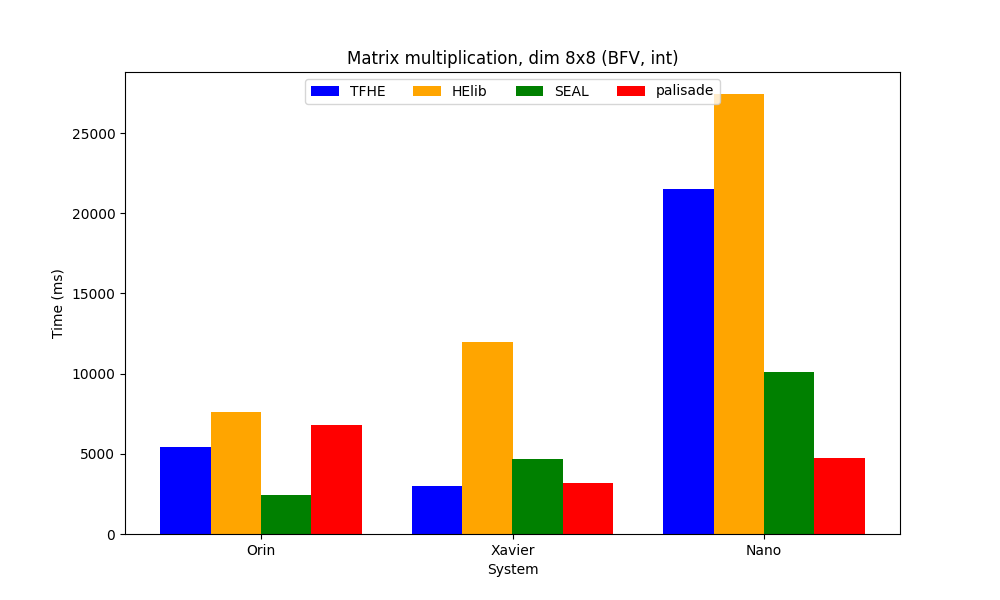 Matrix multiplication, dim 8x8 (BFV, int)
TFHE HElib SEAL palisade
25000
20000
15000
10000
5000
0
Time (ms)
Orin Xavier Nano
System